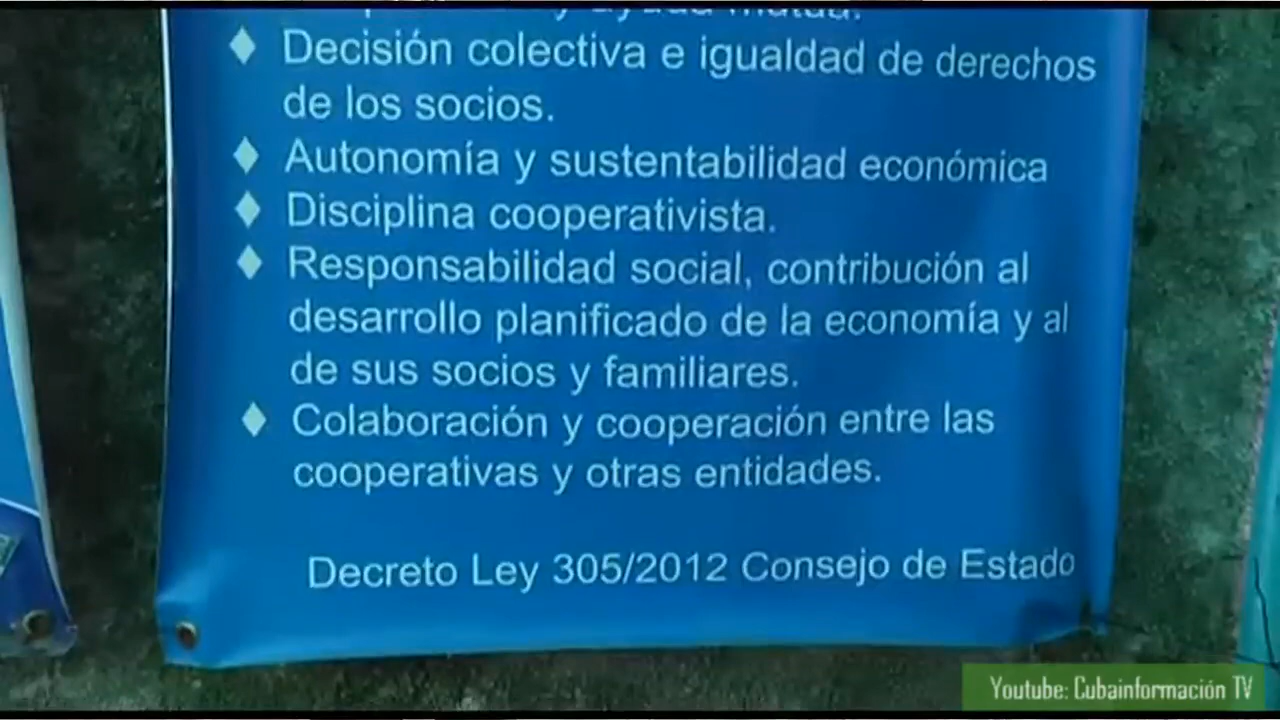 y ayuda mutua.
Decisión colectiva e igualdad de derechos
de los socios.
Autonomía y sustentabilidad económica
Disciplina cooperativista.
Responsabilidad social, contribución al
desarrollo planificado de la economía y al
de sus socios y familiares.
Colaboración y cooperación entre las
cooperativas y otras entidades.
Decreto Ley 305/2012 Consejo de Estado
Youtube: Cubainformación TV